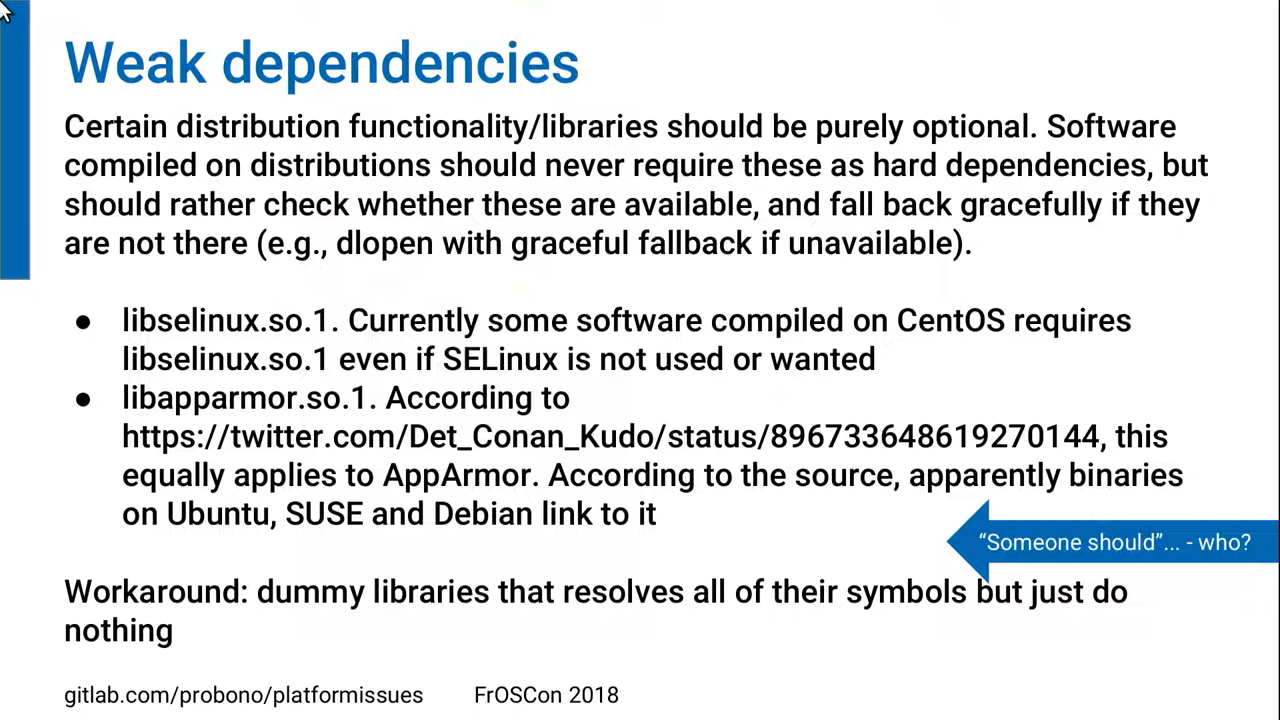 Weak dependencies
Certain distribution functionality/libraries should be purely optional. Software
compiled on distributions should never require these as hard dependencies, but
should rather check whether these are available, and fall back gracefully if they
are not there (e.g., dlopen with graceful fallback if unavailable).
● libselinux.so.1. Currently some software compiled on CentOS requires
libselinux.so.1 even if SELinux is not used or wanted
● libapparmor.so.1. According to
https://twitter.com/Det_Conan_Kudo/status/896733648619270144, this
equally applies to AppArmor. According to the source, apparently binaries
on Ubuntu, SUSE and Debian link to it
“Someone should”... - who?
Workaround: dummy libraries that resolves all of their symbols but just do
nothing
gitlab.com/probono/platformissues FrOSCon 2018